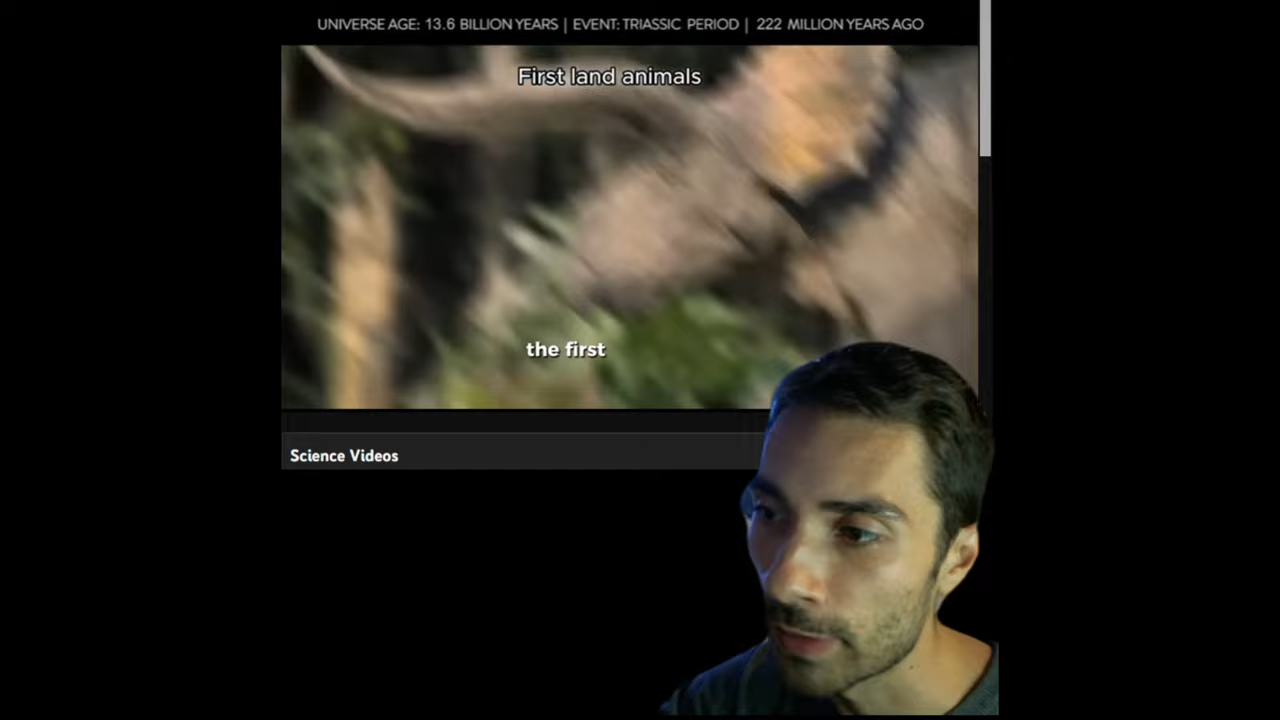 UNIVERSE AGE: 13.6 BILLION YEARS | EVENT: TRIASSIC PERIOD | 222 MILLION YEARS AGO
First land animals
the first
Science Videos